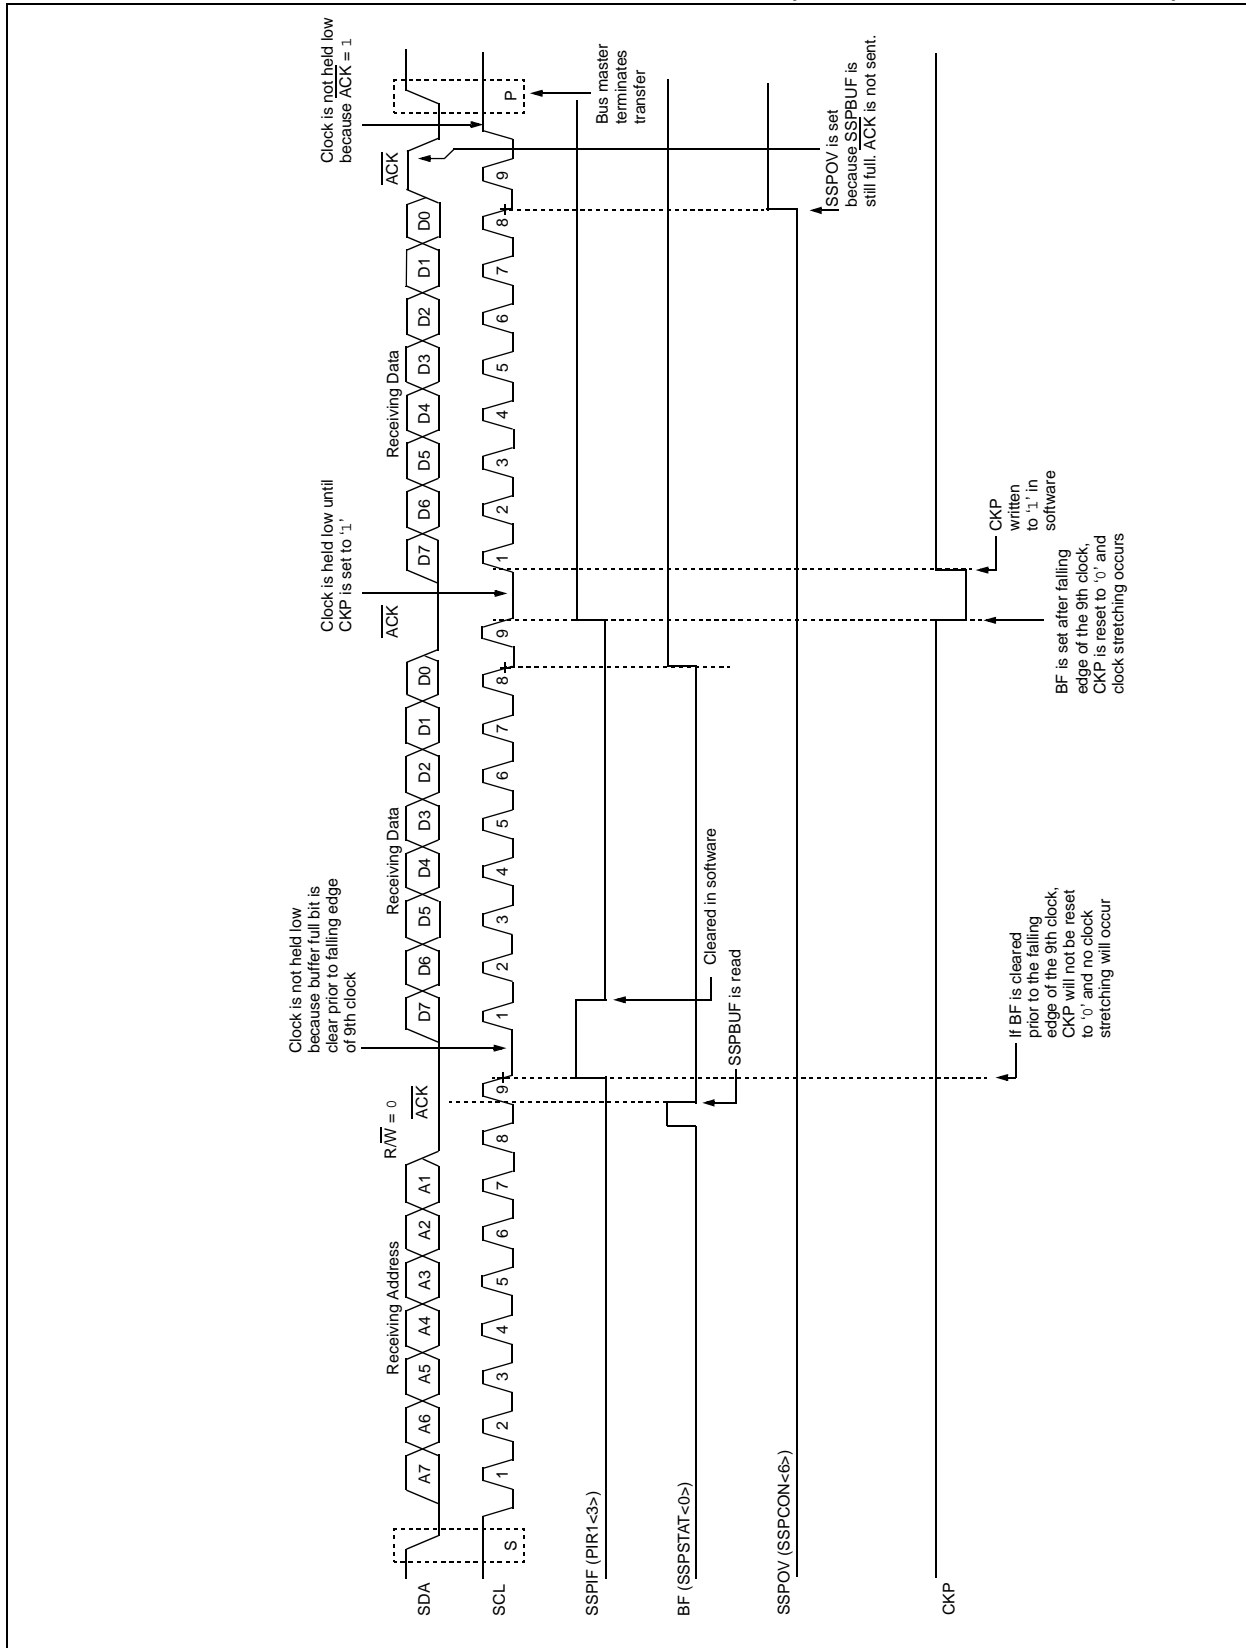 Receiving Address
R/W = 0
ACK
Receiving Data
ACK
Receiving Data
ACK
SDA
A7
A6
A5
A4
A3
A2
A1
D7
D6
D5
D4
D3
D2
D1
D0
D7
D6
D5
D4
D3
D2
D1
D0
SCL
S
1
2
3
4
5
6
7
8
9
1
2
3
4
5
6
7
8
9
1
2
3
4
5
6
7
8
9
P
Clock is not held low
because buffer full bit is
clear prior to falling edge
of 9th clock
Clock is held low until
CKP is set to ‘1’
Clock is not held low
because ACK = 1
SSPIF (PIR1<3>)
Cleared in software
Bus master
terminates
transfer
BF (SSPSTAT<0>)
SSPBUF is read
SSPOV (SSPCON<6>)
SSPOV is set
because SSPBUF is
still full. ACK is not sent.
CKP
If BF is cleared
prior to the falling
edge of the 9th clock,
CKP will not be reset
to ‘0’ and no clock
stretching will occur
CKP
written
to ‘1’ in
software
BF is set after falling
edge of the 9th clock,
CKP is reset to ‘0’ and
clock stretching occurs